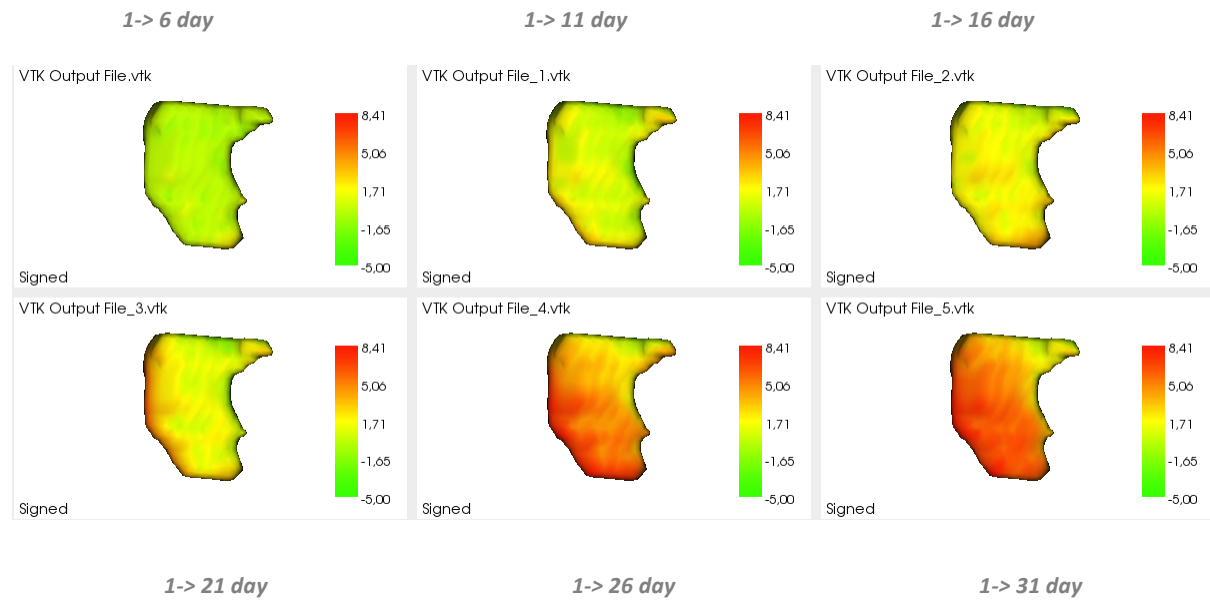 1-> 6 day
1-> 11 day
1-> 16 day
VTK Output File.vtk
8,41
5,06
1,71
-1,65
-5,00
Signed
VTK Output File_1.vtk
8,41
5,06
1,71
-1,65
-5,00
Signed
VTK Output File_2.vtk
8,41
5,06
1,71
-1,65
-5,00
Signed
VTK Output File_3.vtk
8,41
5,06
1,71
-1,65
-5,00
Signed
VTK Output File_4.vtk
8,41
5,06
1,71
-1,65
-5,00
Signed
VTK Output File_5.vtk
8,41
5,06
1,71
-1,65
-5,00
Signed
1-> 21 day
1-> 26 day
1-> 31 day